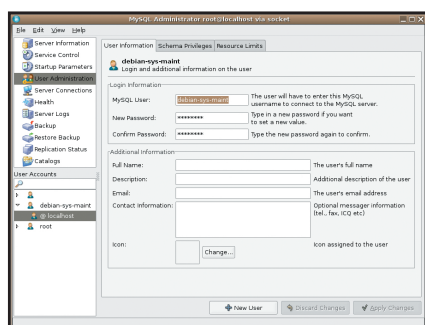 MySQL Administrator root@localhost via socket
File Edit View Help
Server Information
Service Control
Startup Parameters
User Administration
Server Connections
Health
Server Logs
Backup
Restore Backup
Replication Status
Catalogs
User Accounts
debian-sys-maint
@ localhost
root
User Information Schema Privileges Resource Limits
debian-sys-maint
Login and additional information on the user
Login Information
MySQL User: debian-sys-maint The user will have to enter this MySQL
username to connect to the MySQL server.
New Password: ******** Type in a new password if you want
to set a new value.
Confirm Password: ******** Type the new password again to confirm.
Additional Information
Full Name: The user's full name
Description: Additional description of the user
Email: The user's email address
Contact Information: Optional messager information
(tel., fax, ICQ etc)
Icon: Change... Icon assigned to the user
New User Discard Changes Apply Changes